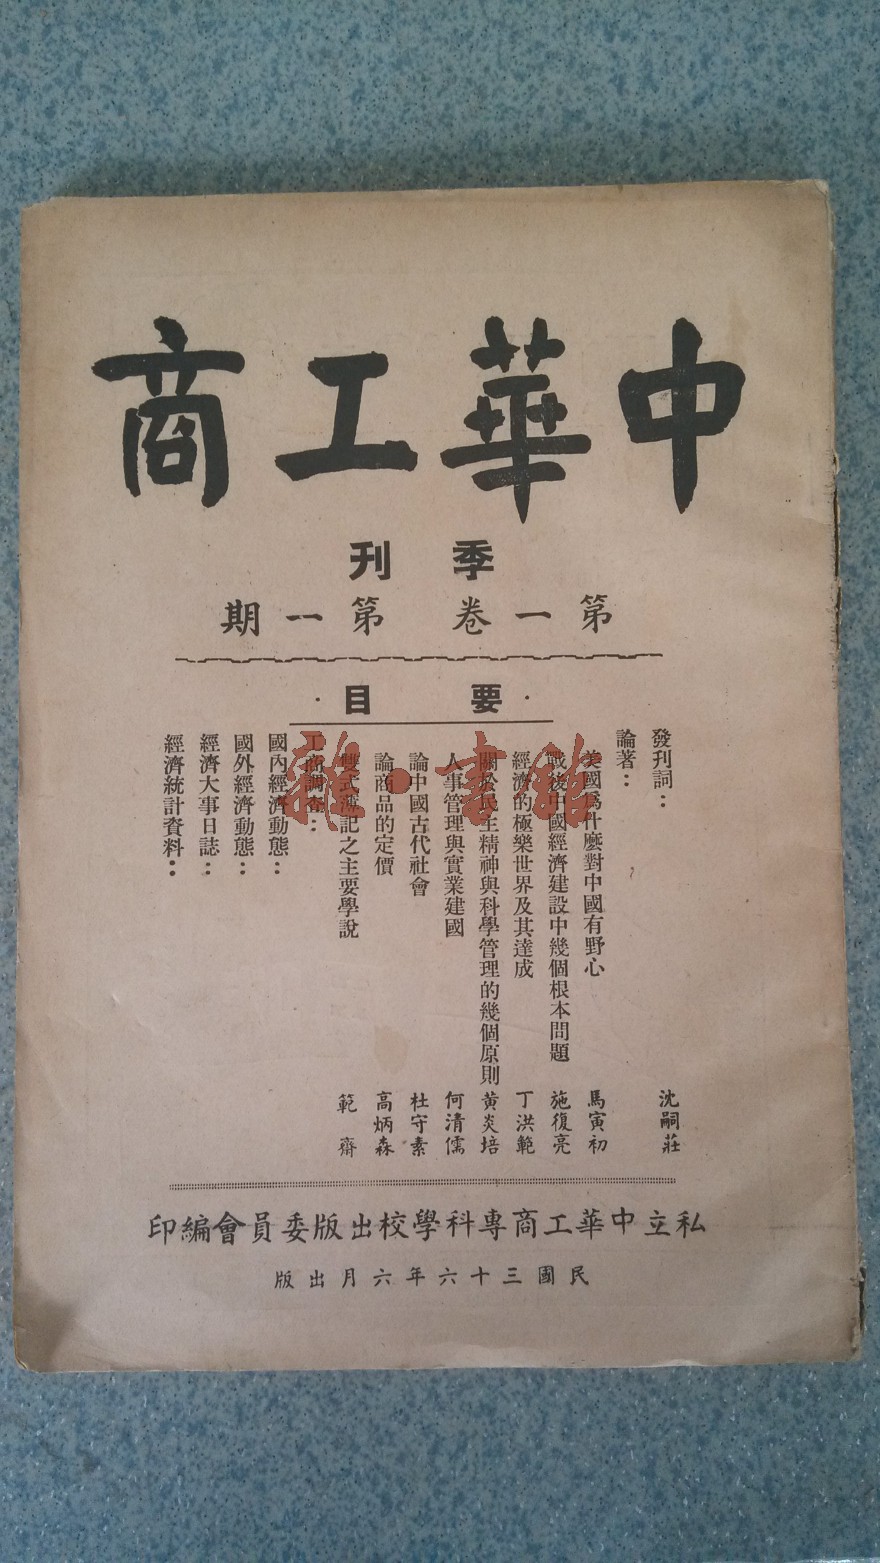 中華工商
季刊
第一卷 第一期
·要目·
發刊詞： 沈嗣莊
論著：
美國爲什麽對中國有野心 馬寅初
戰後中國經濟建設中幾個根本問題 施復亮
經濟的極樂世界及其達成 丁洪範
關於民生精神與科學管理的幾個原則 黃炎培
人事管理與實業建國 何清儒
論中國古代社會 杜守素
論商品的定價 高炳森
雙式簿記之主要學說 範齊
工商調查：
國內經濟動態：
國外經濟動態：
經濟大事日誌：
經濟統計資料：
私立中華工商專科學校出版委員會編印
民國三十六年六月出版
雜·書館